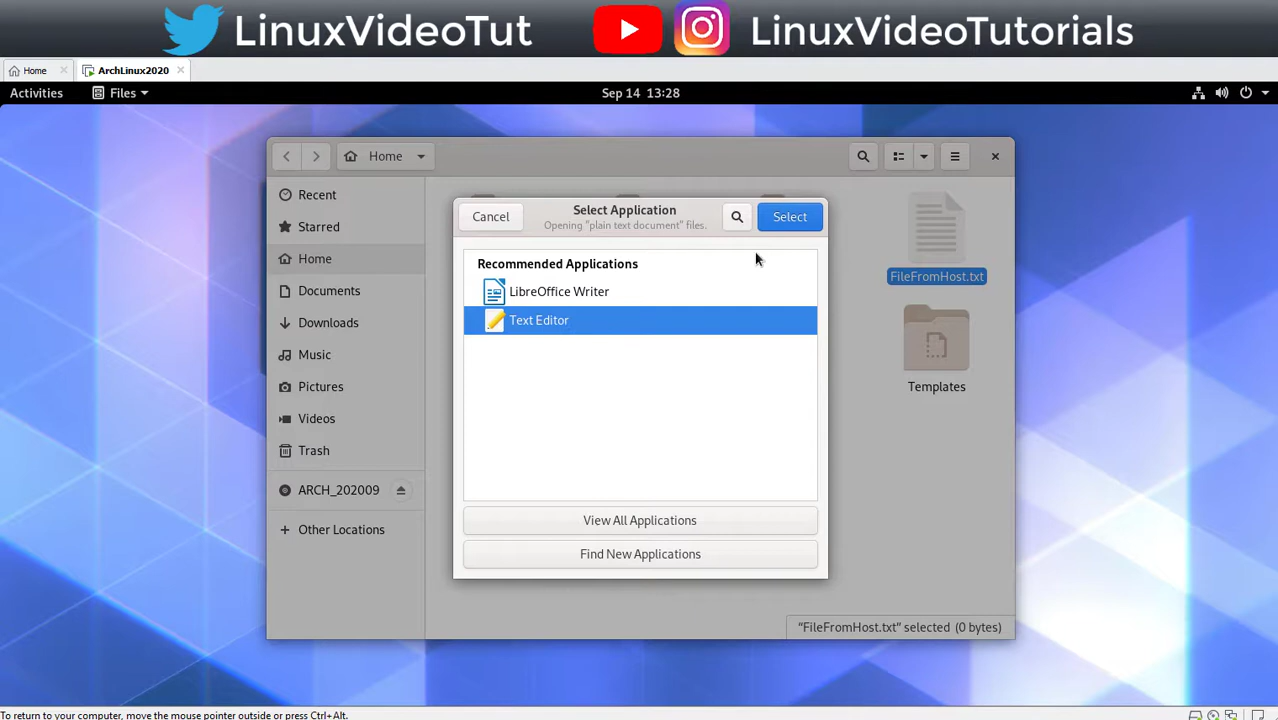 LinuxVideoTut LinuxVideoTutorials
Home ArchLinux2020
Activities Files Sep 14 13:28
Home
Recent
Starred
Home
Documents
Downloads
Music
Pictures
Videos
Trash
ARCH_202009
Other Locations
Cancel
Select Application
Opening "plain text document" files.
Select
Recommended Applications
LibreOffice Writer
Text Editor
View All Applications
Find New Applications
FileFromHost.txt
Templates
"FileFromHost.txt" selected (0 bytes)
To return to your computer, move the mouse pointer outside or press Ctrl+Alt.